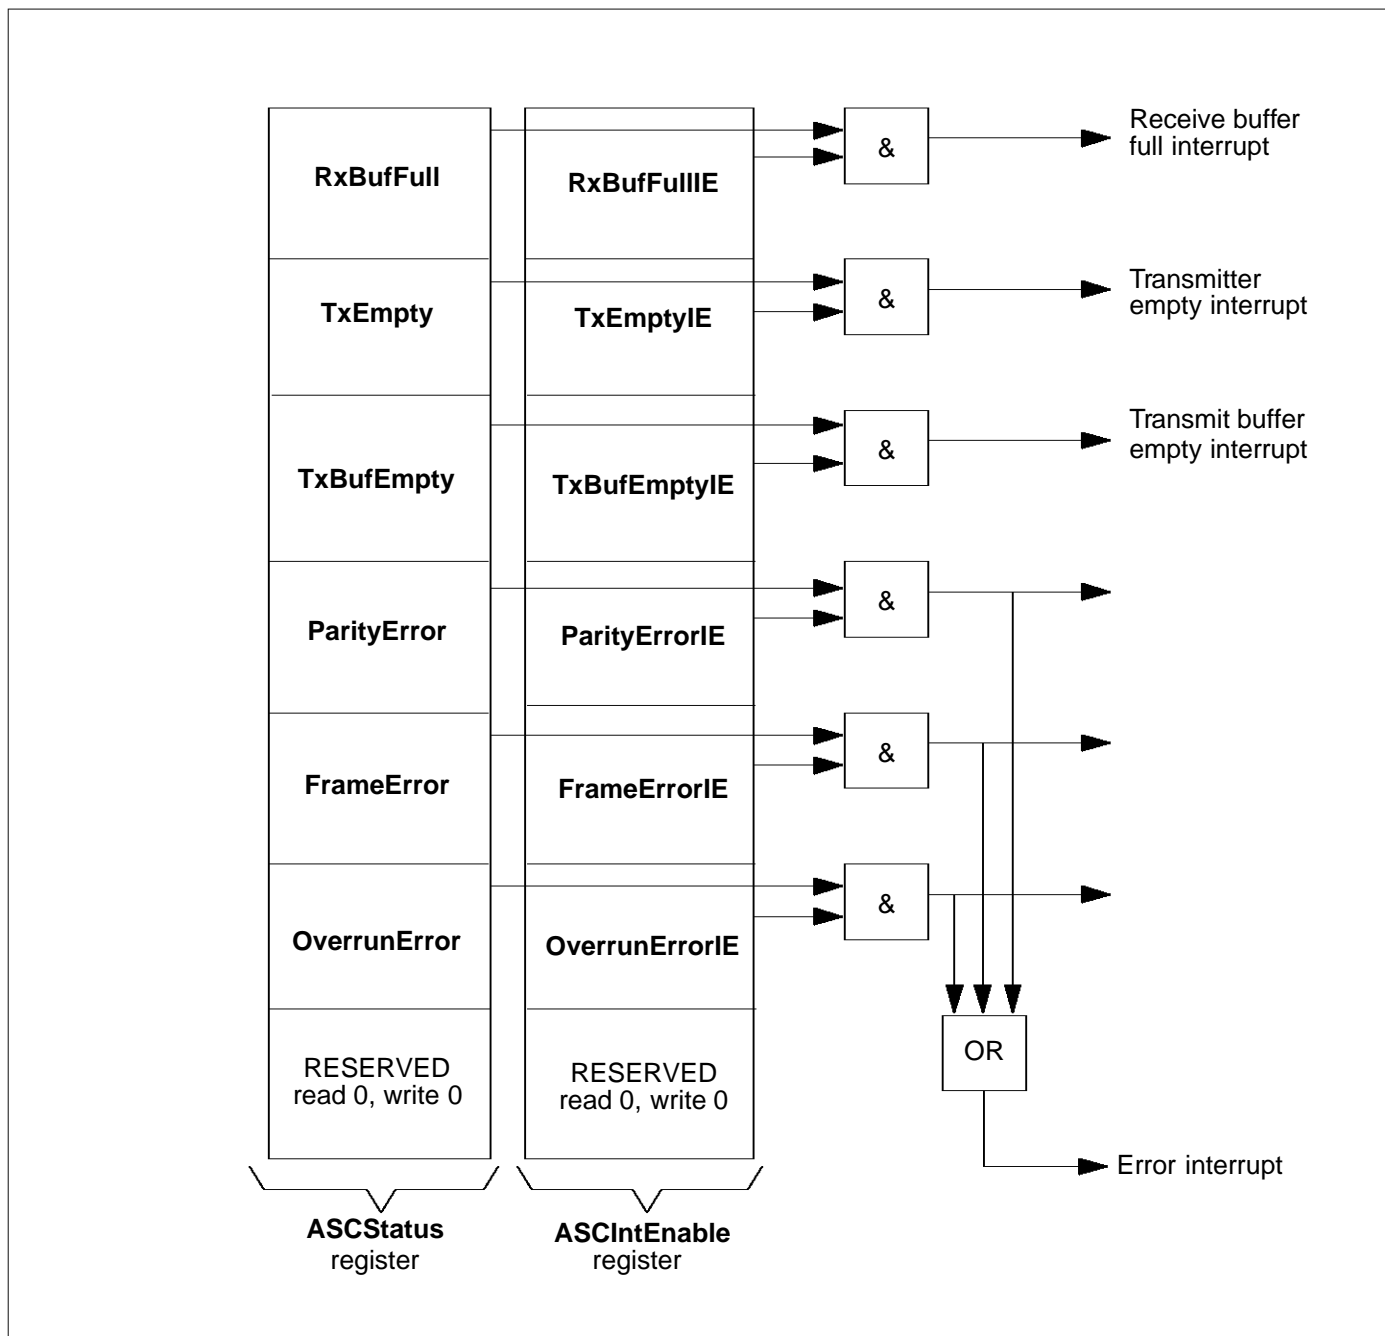 RxBufFull
RxBufFullIE
&
Receive buffer
full interrupt
TxEmpty
TxEmptyIE
&
Transmitter
empty interrupt
TxBufEmpty
TxBufEmptyIE
&
Transmit buffer
empty interrupt
ParityError
ParityErrorIE
&
FrameError
FrameErrorIE
&
OverrunError
OverrunErrorIE
&
RESERVED
read 0, write 0
RESERVED
read 0, write 0
OR
Error interrupt
ASCStatus
register
ASCIntEnable
register